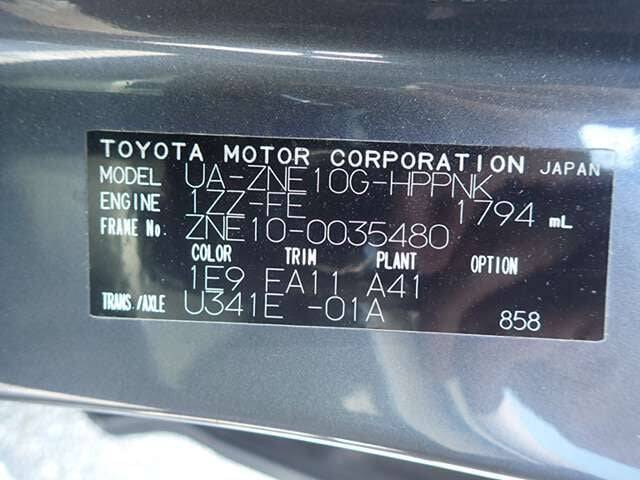 TOYOTA MOTOR CORPORATION JAPAN
MODEL UA-ZNE10G-HPPNK
ENGINE 1ZZ-FE 1794 mL
FRAME No. ZNE10-0035480
COLOR TRIM PLANT OPTION
1E9 FA11 A41
TRANS./AXLE U341E -01A 858